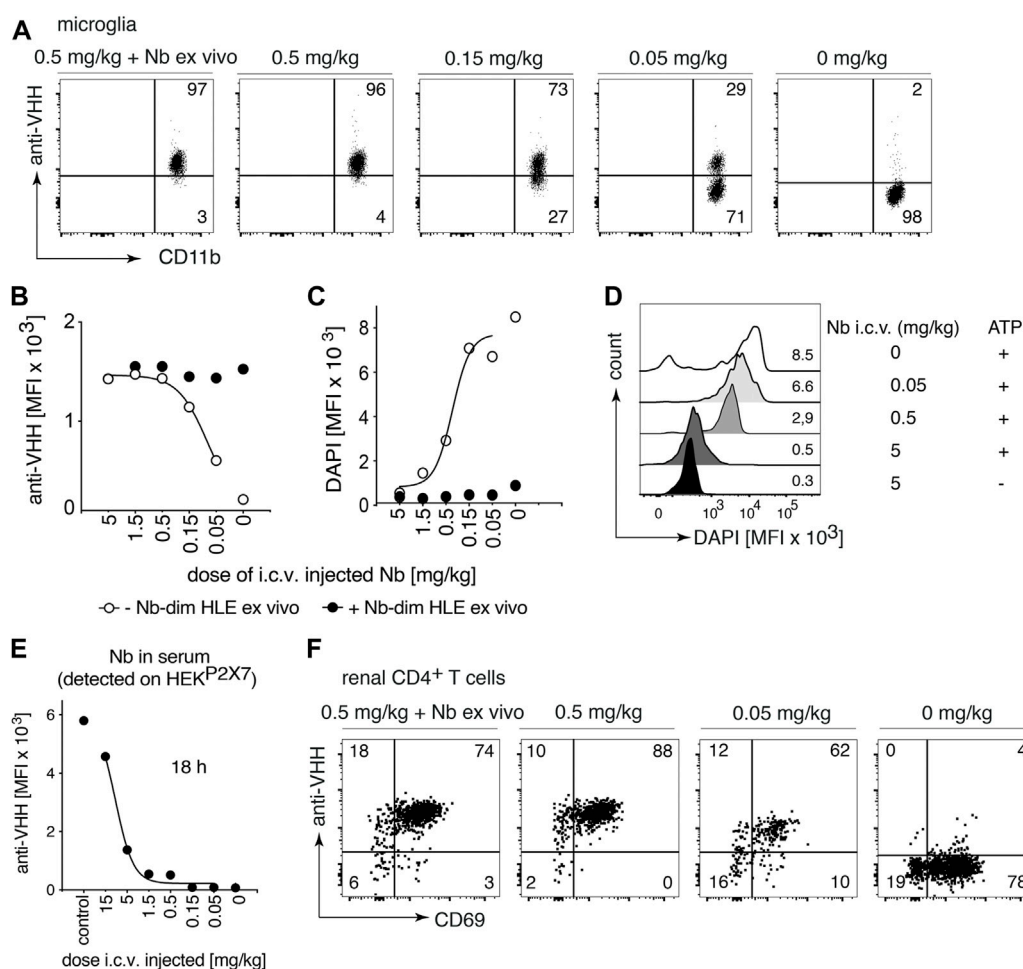 A microglia
0.5 mg/kg + Nb ex vivo 0.5 mg/kg 0.15 mg/kg 0.05 mg/kg 0 mg/kg
97 96 73 29 2
anti-VHH
3 4 27 71 98
CD11b
B
anti-VHH [MFI x 10³]
2
1
0
5 1.5 0.5 0.15 0.05 0
C
DAPI [MFI x 10³]
8
6
4
2
0
5 1.5 0.5 0.15 0.05 0
dose of i.c.v. injected Nb [mg/kg]
- Nb-dim HLE ex vivo + Nb-dim HLE ex vivo
D
count
Nb i.c.v. (mg/kg) ATP
8.5 0 +
6.6 0.05 +
2,9 0.5 +
0.5 5 +
0.3 5 -
0 10³ 10⁴ 10⁵
DAPI [MFI x 10³]
E
Nb in serum
(detected on HEKP2X7)
anti-VHH [MFI x 10³]
6
4
2
0
18 h
control 15 5 1.5 0.5 0.15 0.05 0
dose i.c.v. injected [mg/kg]
F
renal CD4+ T cells
0.5 mg/kg + Nb ex vivo 0.5 mg/kg 0.05 mg/kg 0 mg/kg
18 74 10 88 12 62 0 4
anti-VHH
6 3 2 0 16 10 19 78
CD69